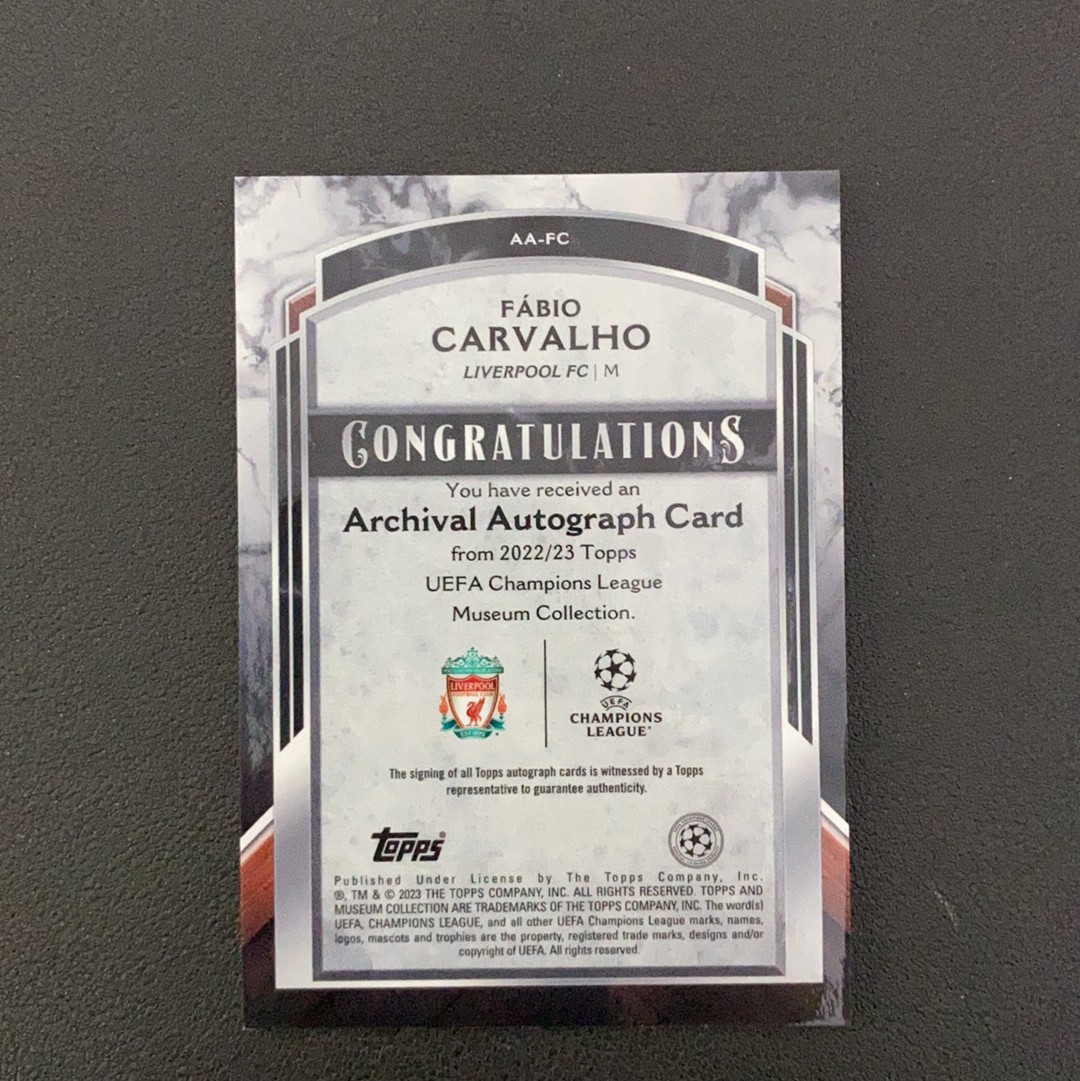 AA-FC
FÁBIO
CARVALHO
LIVERPOOL FC | M
CONGRATULATIONS
You have received an
Archival Autograph Card
from 2022/23 Topps
UEFA Champions League
Museum Collection.
LIVERPOOL
FOOTBALL CLUB
EST·1892
UEFA
CHAMPIONS
LEAGUE
The signing of all Topps autograph cards is witnessed by a Topps
representative to guarantee authenticity.
Topps®
Published Under License by The Topps Company, Inc.
®, TM & © 2023 THE TOPPS COMPANY, INC. ALL RIGHTS RESERVED. TOPPS AND
MUSEUM COLLECTION ARE TRADEMARKS OF THE TOPPS COMPANY, INC. The word(s)
UEFA, CHAMPIONS LEAGUE, and all other UEFA Champions League marks, names,
logos, mascots and trophies are the property, registered trade marks, designs and/or
copyright of UEFA. All rights reserved.